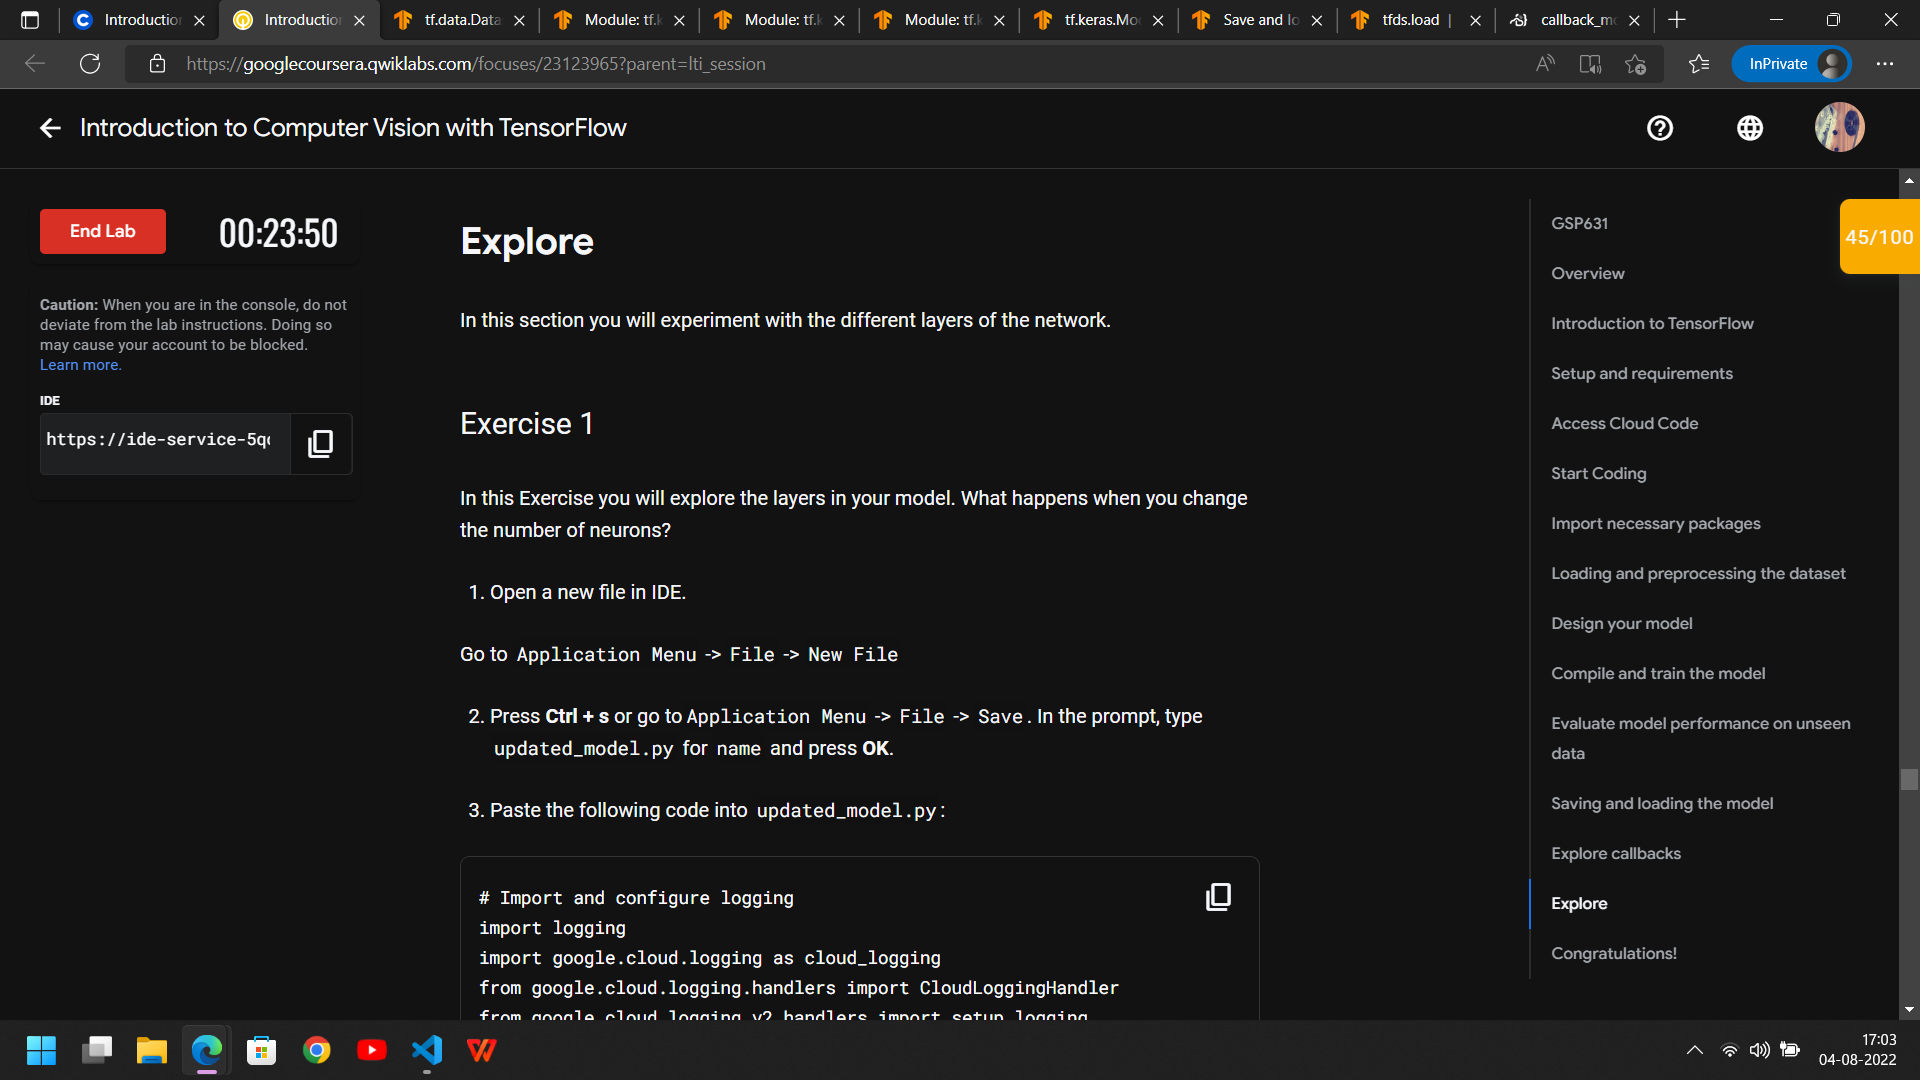 Introduction
Introduction
tf.data.Data
Module: tf.k
Module: tf.k
Module: tf.k
tf.keras.Mo
Save and lo
tfds.load |
callback_mo
https://googlecoursera.qwiklabs.com/focuses/23123965?parent=lti_session
InPrivate
Introduction to Computer Vision with TensorFlow
End Lab
00:23:50
Caution: When you are in the console, do not
deviate from the lab instructions. Doing so
may cause your account to be blocked.
Learn more.
IDE
https://ide-service-5q
Explore
In this section you will experiment with the different layers of the network.
Exercise 1
In this Exercise you will explore the layers in your model. What happens when you change
the number of neurons?
1. Open a new file in IDE.
Go to Application Menu -> File -> New File
2. Press Ctrl + s or go to Application Menu -> File -> Save. In the prompt, type
updated_model.py for name and press OK.
3. Paste the following code into updated_model.py:
# Import and configure logging
import logging
import google.cloud.logging as cloud_logging
from google.cloud.logging.handlers import CloudLoggingHandler
from google.cloud.logging_v2.handlers import setup_logging
GSP631
45/100
Overview
Introduction to TensorFlow
Setup and requirements
Access Cloud Code
Start Coding
Import necessary packages
Loading and preprocessing the dataset
Design your model
Compile and train the model
Evaluate model performance on unseen
data
Saving and loading the model
Explore callbacks
Explore
Congratulations!
17:03
04-08-2022